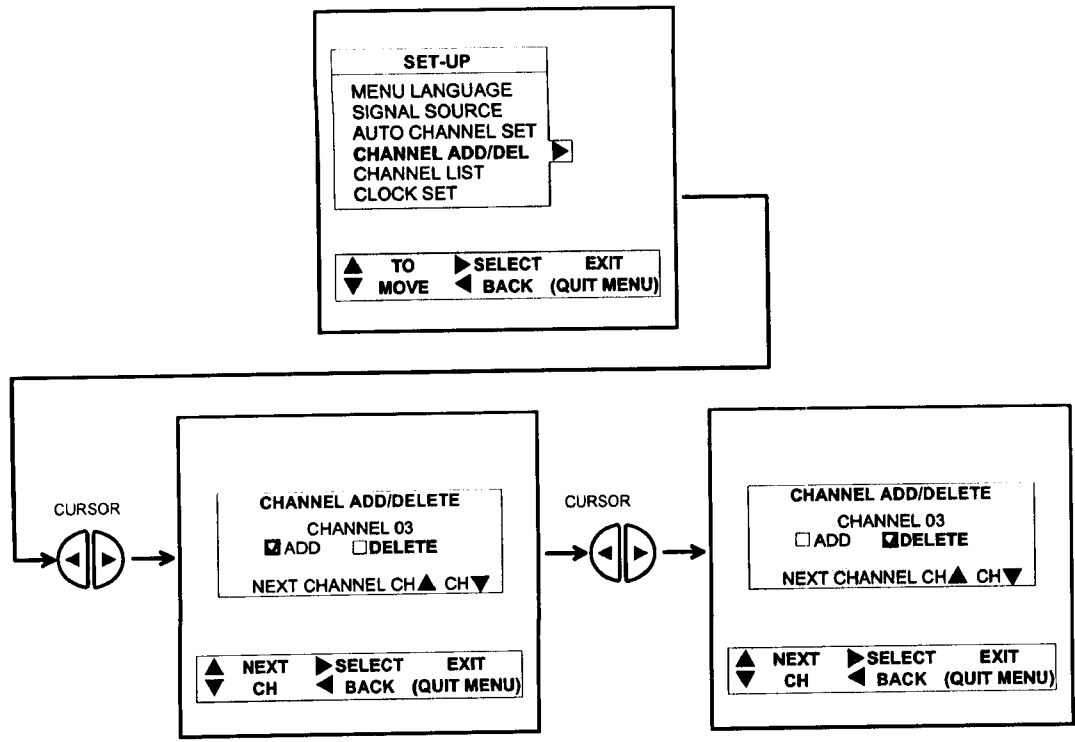 SET-UP
MENU LANGUAGE
SIGNAL SOURCE
AUTO CHANNEL SET
CHANNEL ADD/DEL ▶
CHANNEL LIST
CLOCK SET
▲ TO ▶SELECT EXIT
▼ MOVE ◀ BACK (QUIT MENU)
CURSOR
CHANNEL ADD/DELETE
CHANNEL 03
☑ADD ☐DELETE
NEXT CHANNEL CH▲ CH▼
▲ NEXT ▶SELECT EXIT
▼ CH ◀ BACK (QUIT MENU)
CURSOR
CHANNEL ADD/DELETE
CHANNEL 03
☐ADD ☑DELETE
NEXT CHANNEL CH▲ CH▼
▲ NEXT ▶SELECT EXIT
▼ CH ◀ BACK (QUIT MENU)